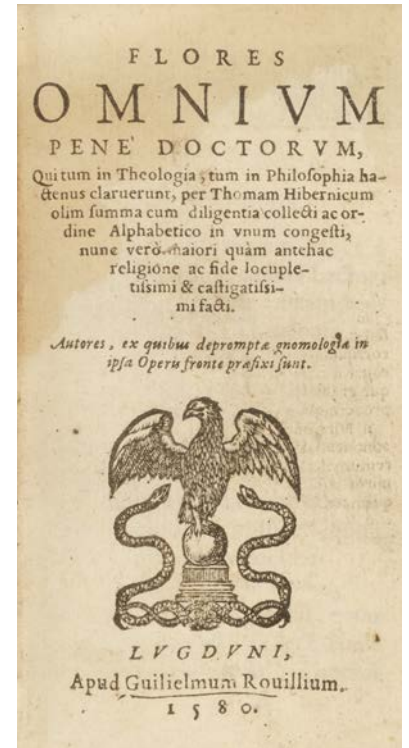 FLORES
OMNIVM
PENE' DOCTORVM,
Qui tum in Theologia, tum in Philosophia ha-
ctenus claruerunt, per Thomam Hibernicum
olim summa cum diligentia collecti ac or-
dine Alphabetico in vnum congesti,
nunc verò maiori quàm antehac
religione ac fide locuple-
tissimi & castigatissi-
mi facti.
Autores, ex quibus depromptæ gnomologiæ in
ipsa Operis fronte præfixi sunt.
LVGDVNI,
Apud Guilielmum Rouillium.
1580.